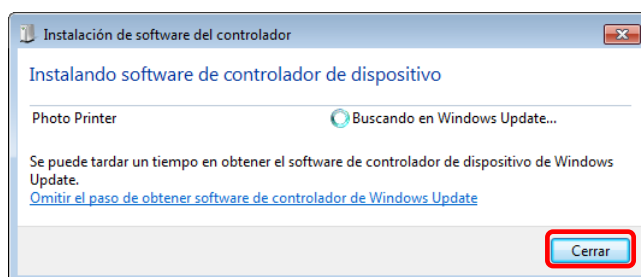 Instalación de software del controlador
Instalando software de controlador de dispositivo
Photo Printer Buscando en Windows Update...
Se puede tardar un tiempo en obtener el software de controlador de dispositivo de Windows
Update.
Omitir el paso de obtener software de controlador de Windows Update
Cerrar